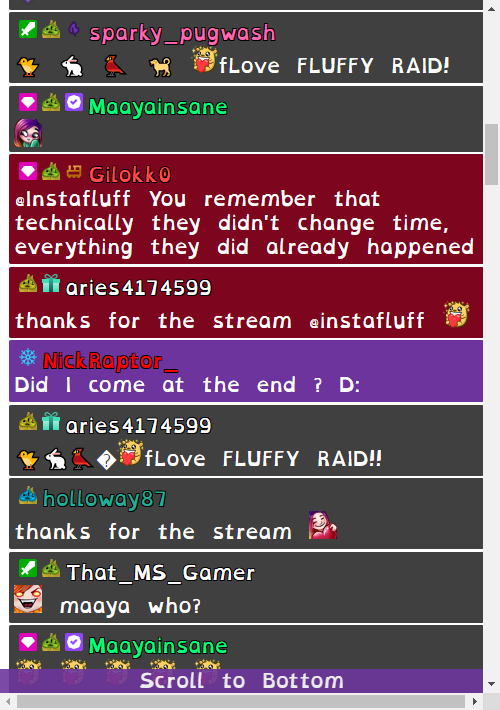 sparky_pugwash
fLove FLUFFY RAID!
Maayainsane
Gilokk0
@Instafluff You remember that
technically they didn't change time,
everything they did already happened
aries4174599
thanks for the stream @instafluff
NickRaptor_
Did I come at the end ? D:
aries4174599
�fLove FLUFFY RAID!!
holloway87
thanks for the stream
That_MS_Gamer
maaya who?
Maayainsane
Scroll to Bottom